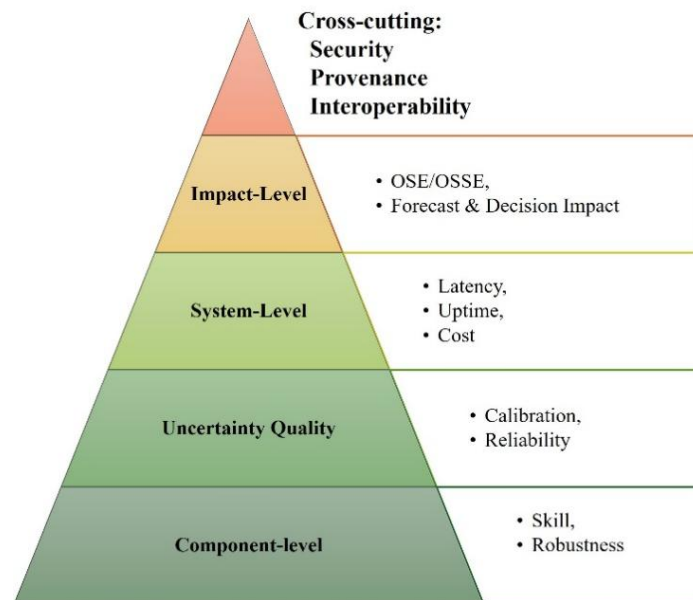 Cross-cutting:
Security
Provenance
Interoperability
Impact-Level
• OSE/OSSE,
• Forecast & Decision Impact
System-Level
• Latency,
• Uptime,
• Cost
Uncertainty Quality
• Calibration,
• Reliability
Component-level
• Skill,
• Robustness